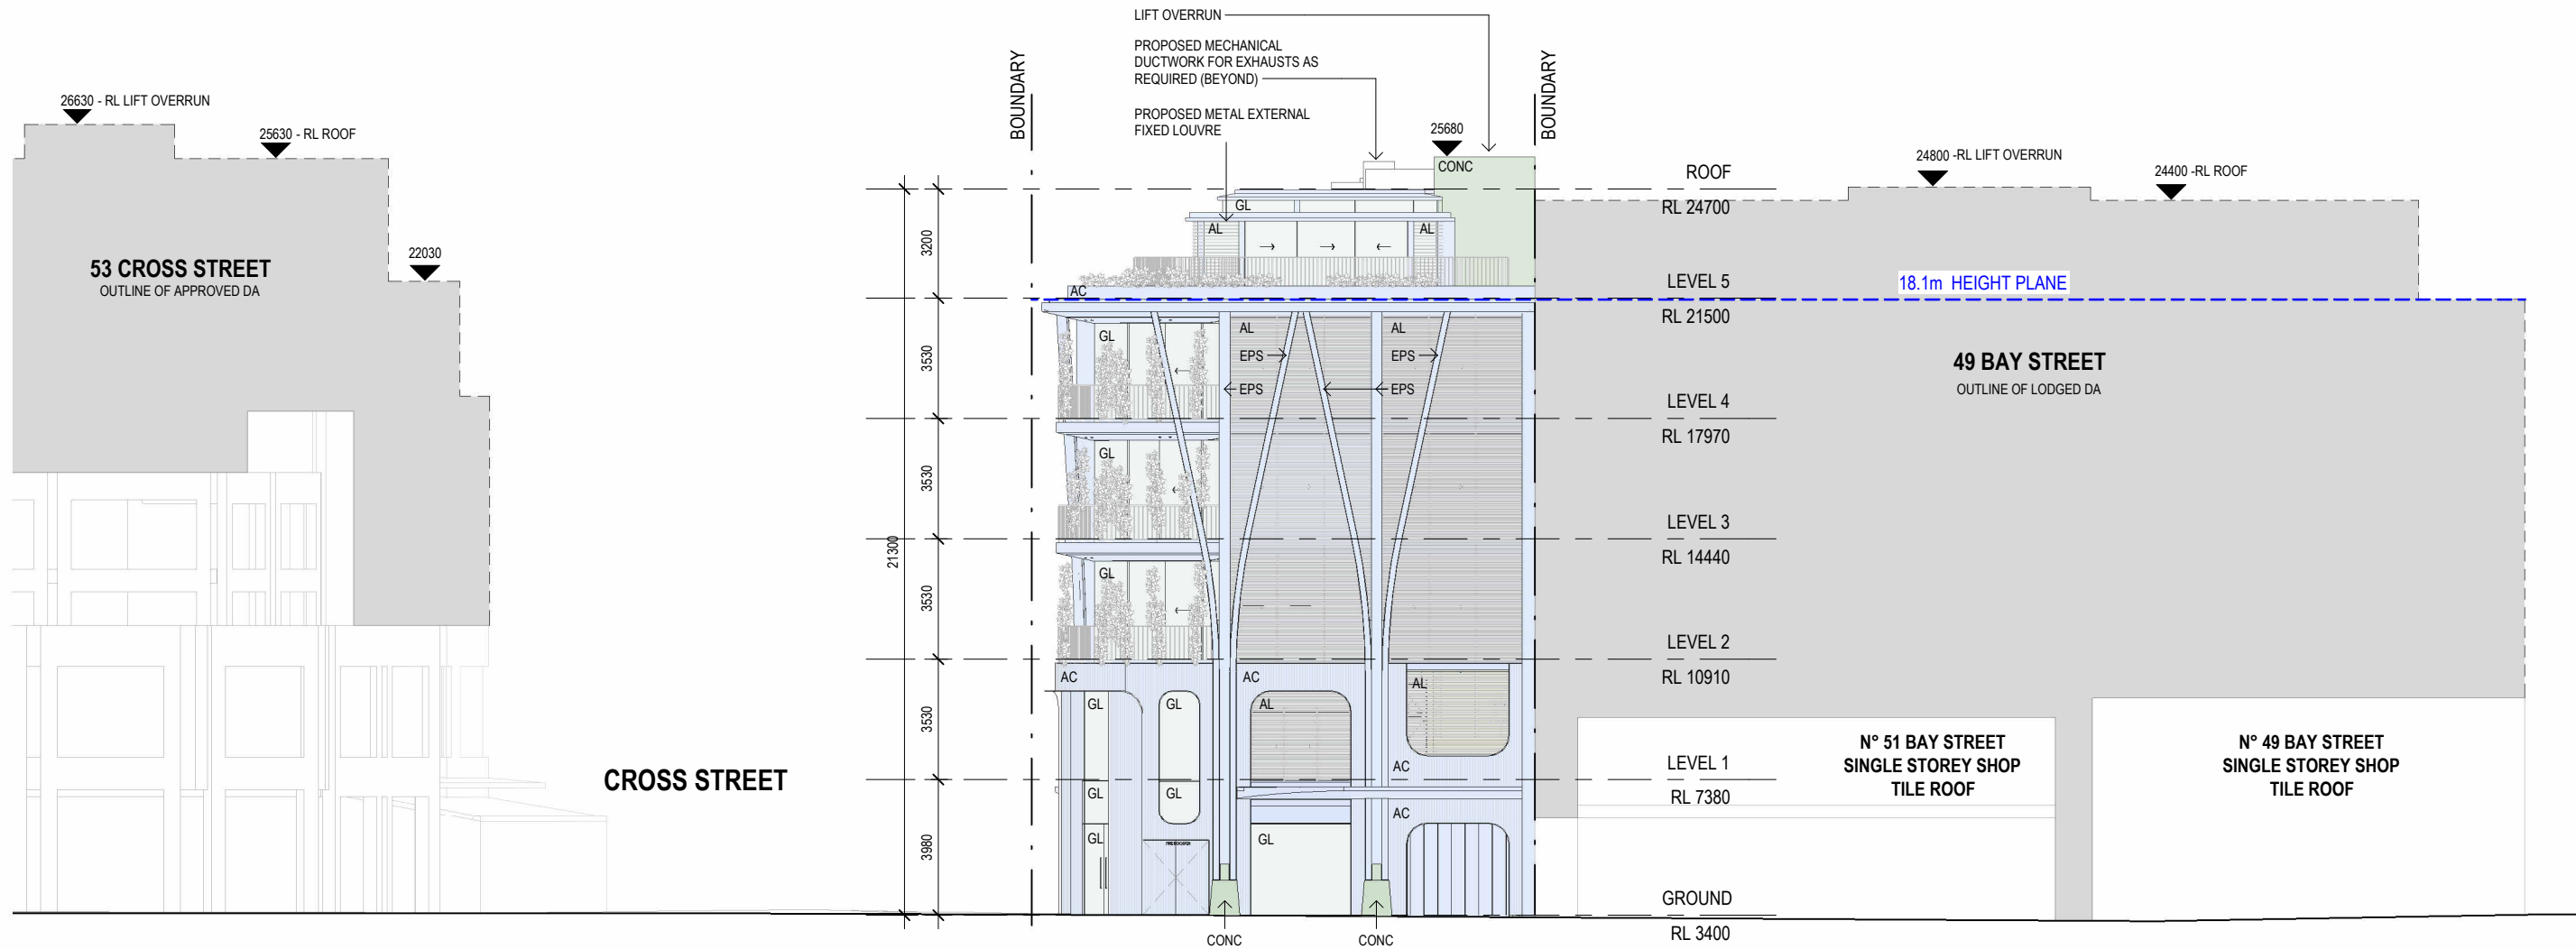 LIFT OVERRUN
PROPOSED MECHANICAL
DUCTWORK FOR EXHAUSTS AS
REQUIRED (BEYOND)
PROPOSED METAL EXTERNAL
FIXED LOUVRE
BOUNDARY
BOUNDARY
26630 - RL LIFT OVERRUN
25630 - RL ROOF
22030
53 CROSS STREET
OUTLINE OF APPROVED DA
CROSS STREET
25680
CONC
24800 -RL LIFT OVERRUN
24400 -RL ROOF
ROOF
RL 24700
LEVEL 5
RL 21500
LEVEL 4
RL 17970
LEVEL 3
RL 14440
LEVEL 2
RL 10910
LEVEL 1
RL 7380
GROUND
RL 3400
18.1m HEIGHT PLANE
49 BAY STREET
OUTLINE OF LODGED DA
N° 51 BAY STREET
SINGLE STOREY SHOP
TILE ROOF
N° 49 BAY STREET
SINGLE STOREY SHOP
TILE ROOF
3200
3530
3530
3530
3530
3980
21300
GL
AL
AL
AC
GL
AL
AL
EPS
EPS
EPS
EPS
GL
GL
AC
AC
AL
GL
GL
AL
AC
GL
GL
AC
GL
GL
CONC
CONC